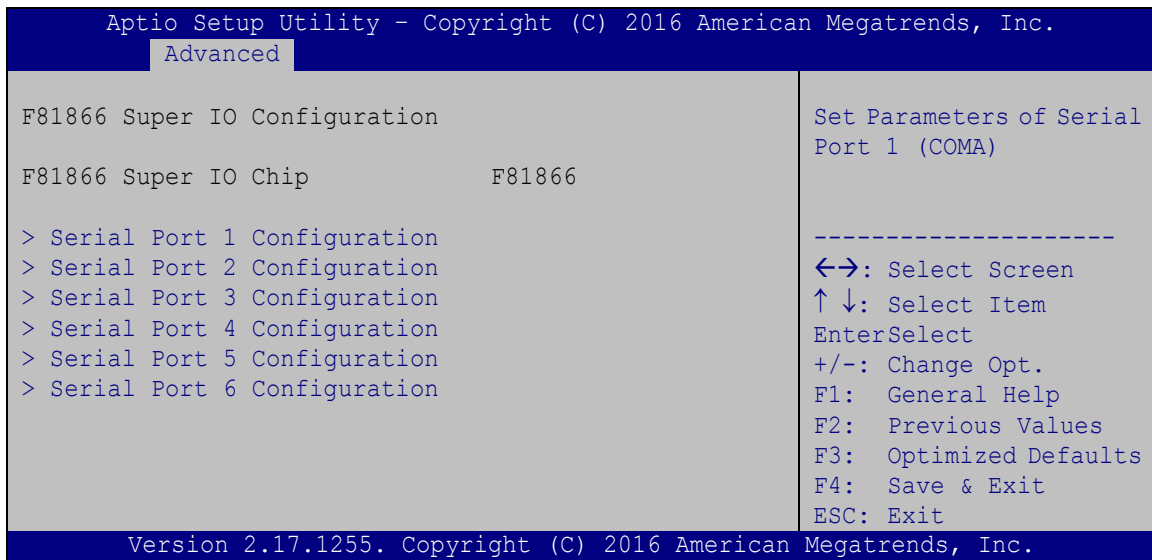 Aptio Setup Utility – Copyright (C) 2016 American Megatrends, Inc.
Advanced
F81866 Super IO Configuration
F81866 Super IO Chip F81866
> Serial Port 1 Configuration
> Serial Port 2 Configuration
> Serial Port 3 Configuration
> Serial Port 4 Configuration
> Serial Port 5 Configuration
> Serial Port 6 Configuration
Set Parameters of Serial
Port 1 (COMA)
---------------------
←→: Select Screen
↑ ↓: Select Item
EnterSelect
+/-: Change Opt.
F1: General Help
F2: Previous Values
F3: Optimized Defaults
F4: Save & Exit
ESC: Exit
Version 2.17.1255. Copyright (C) 2016 American Megatrends, Inc.